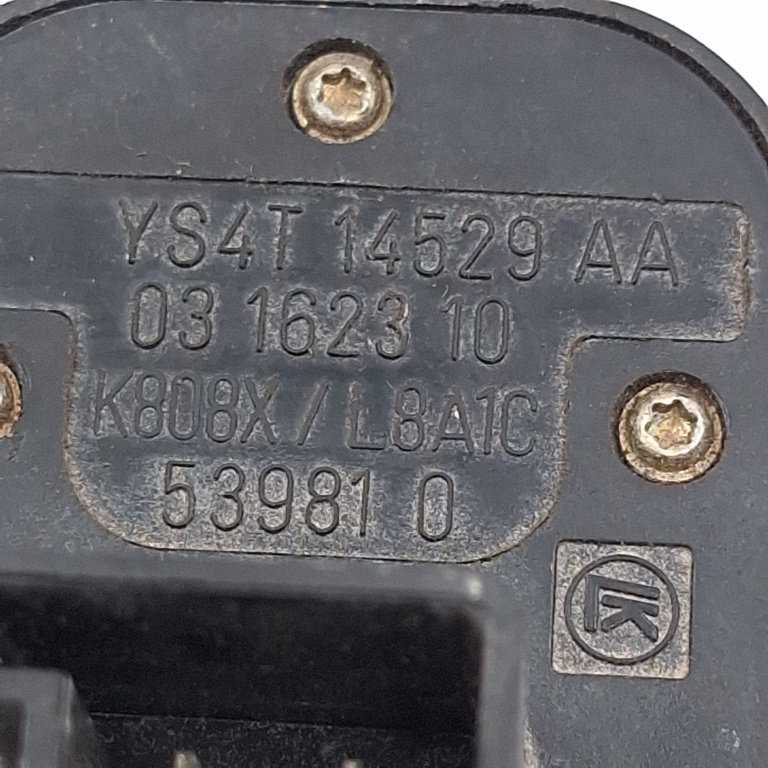 YS4T 14529 AA
03 1623 10
K808X / L8A1C
53981 0
K